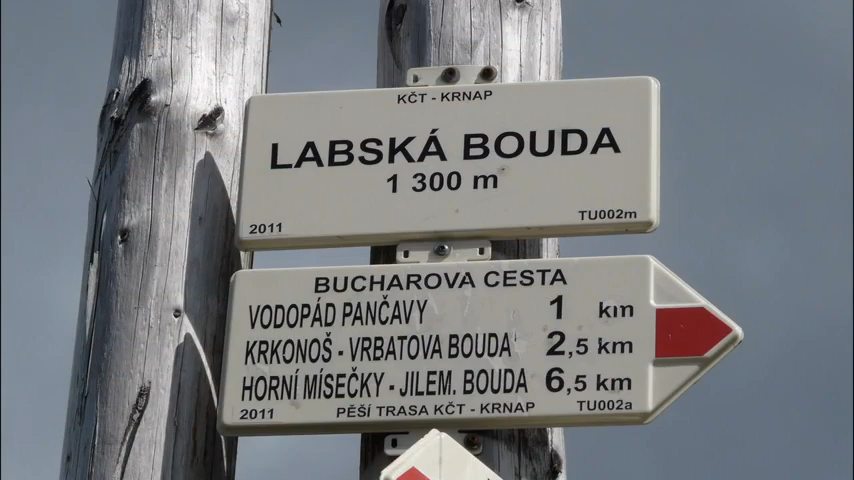 KČT - KRNAP
LABSKÁ BOUDA
1 300 m
2011 TU002m
BUCHAROVA CESTA
VODOPÁD PANČAVY 1 km
KRKONOŠ - VRBATOVA BOUDA 2,5 km
HORNÍ MÍSEČKY - JILEM. BOUDA 6,5 km
2011 PĚŠÍ TRASA KČT - KRNAP TU002a